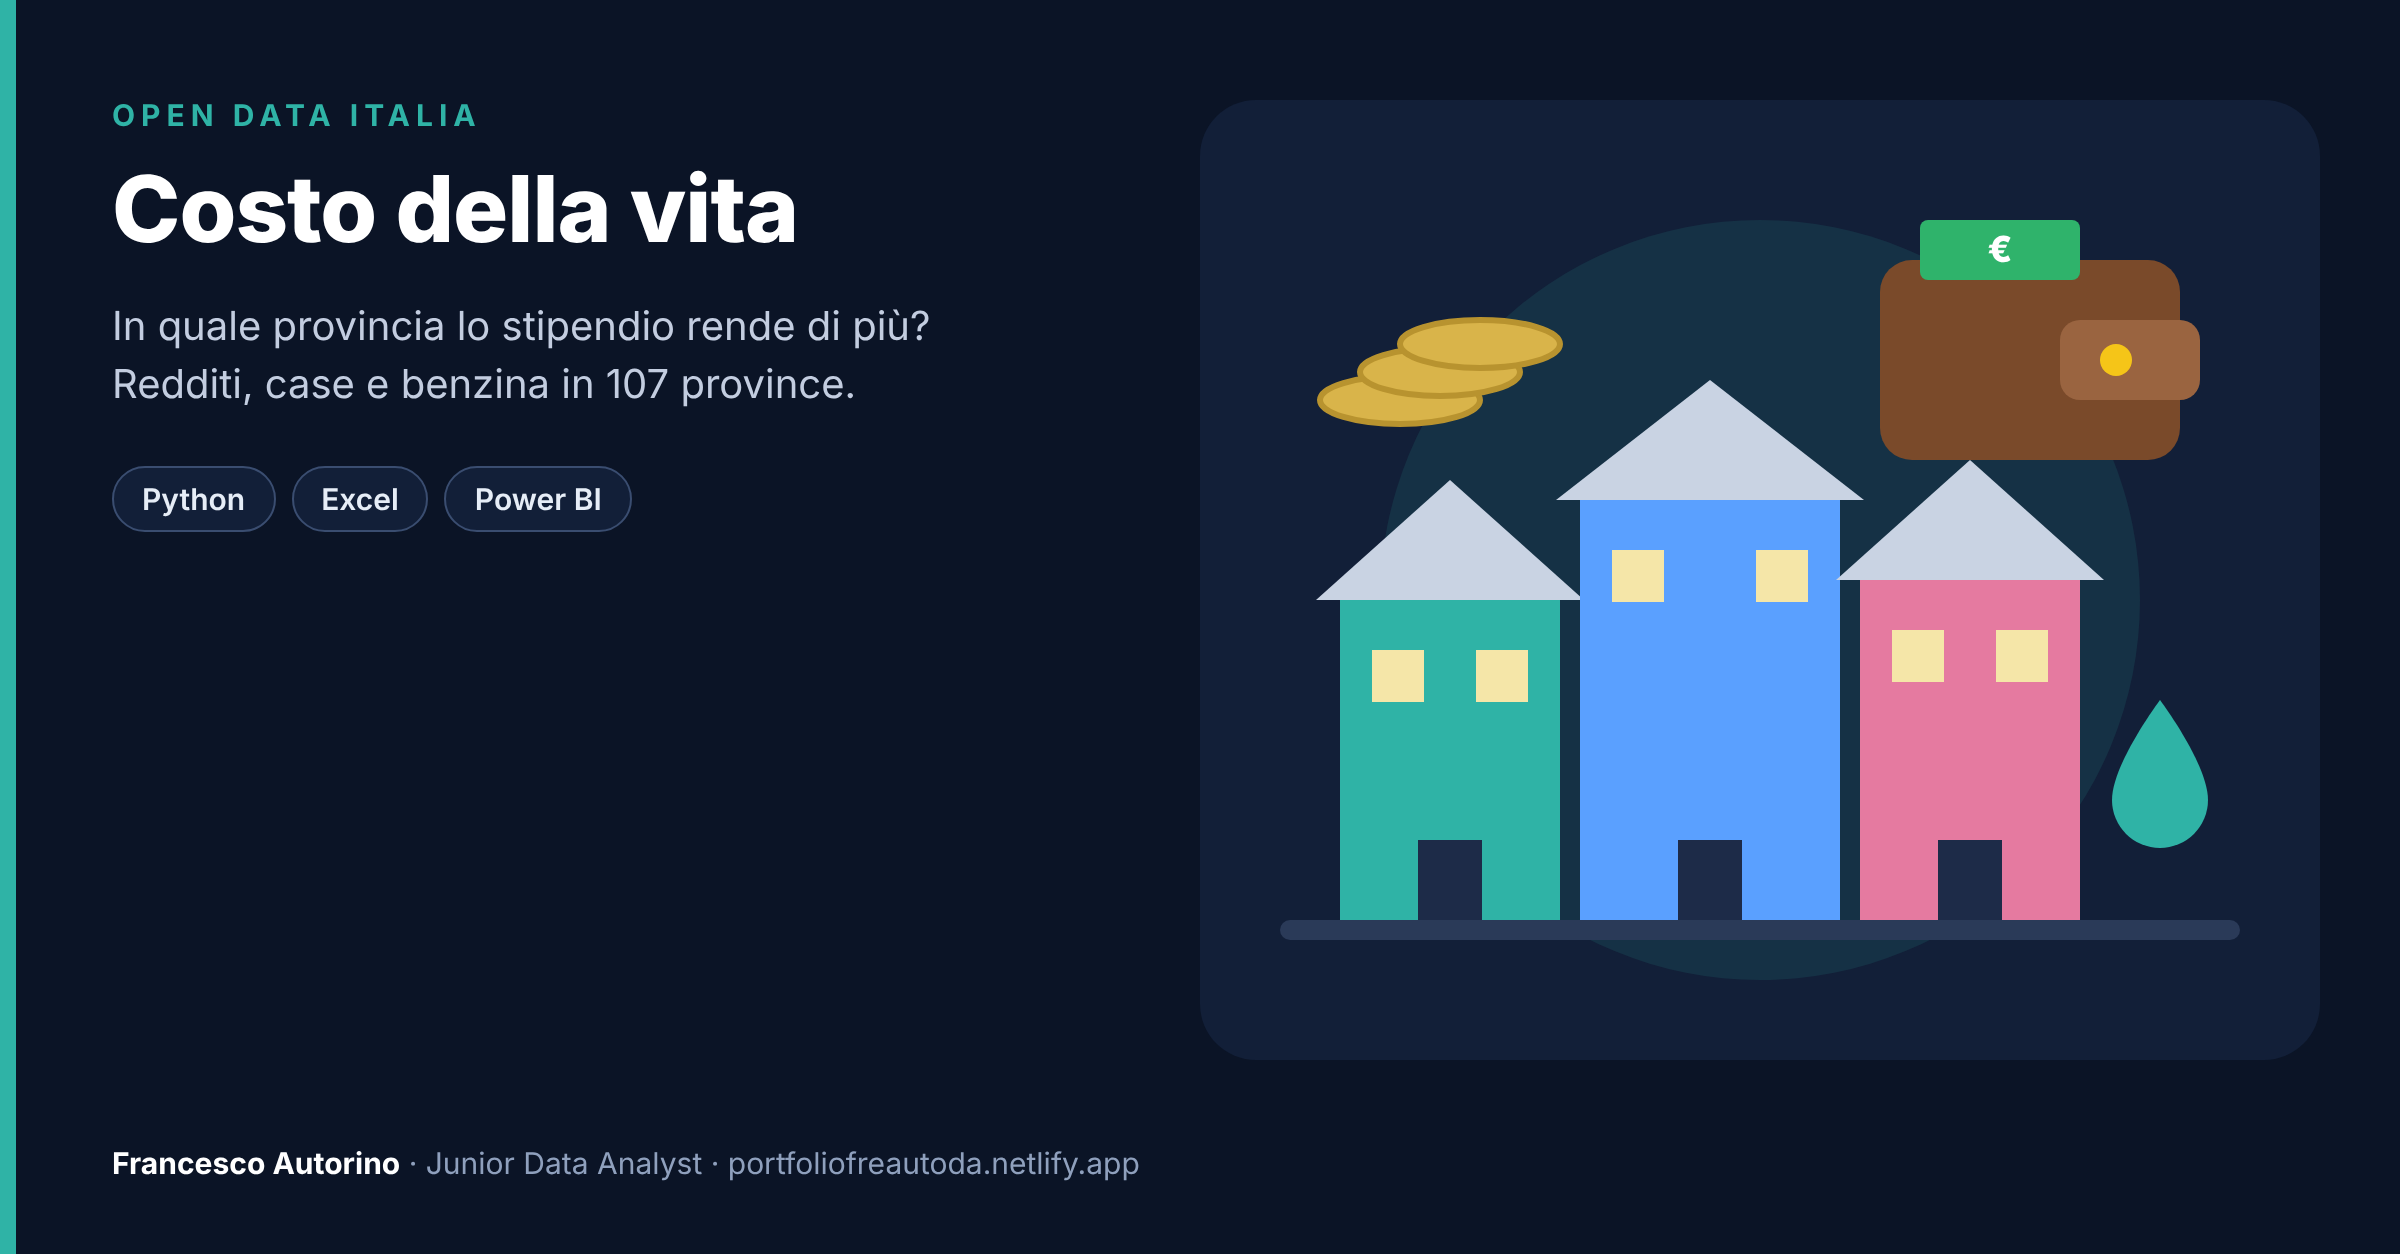 OPEN DATA ITALIA
Costo della vita
In quale provincia lo stipendio rende di più?
Redditi, case e benzina in 107 province.
Python Excel Power BI
€
Francesco Autorino · Junior Data Analyst · portfoliofreautoda.netlify.app